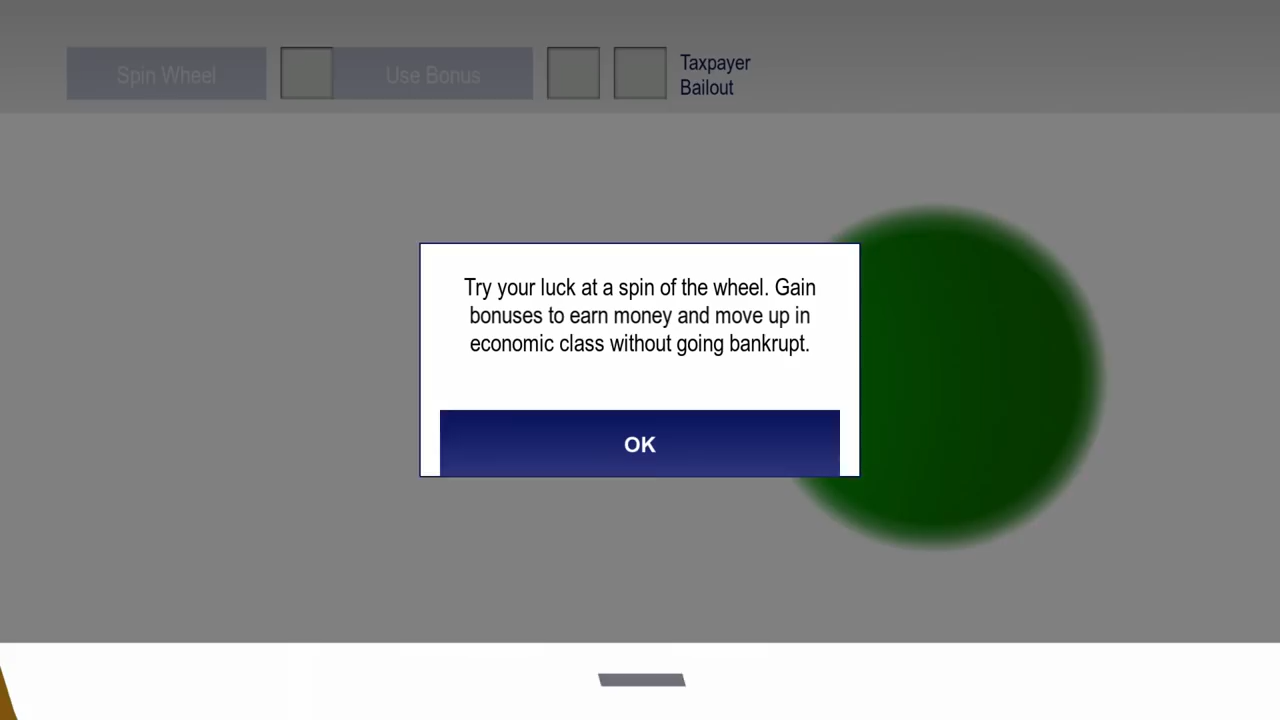 Spin Wheel
Use Bonus
Taxpayer
Bailout
Try your luck at a spin of the wheel. Gain
bonuses to earn money and move up in
economic class without going bankrupt.
OK